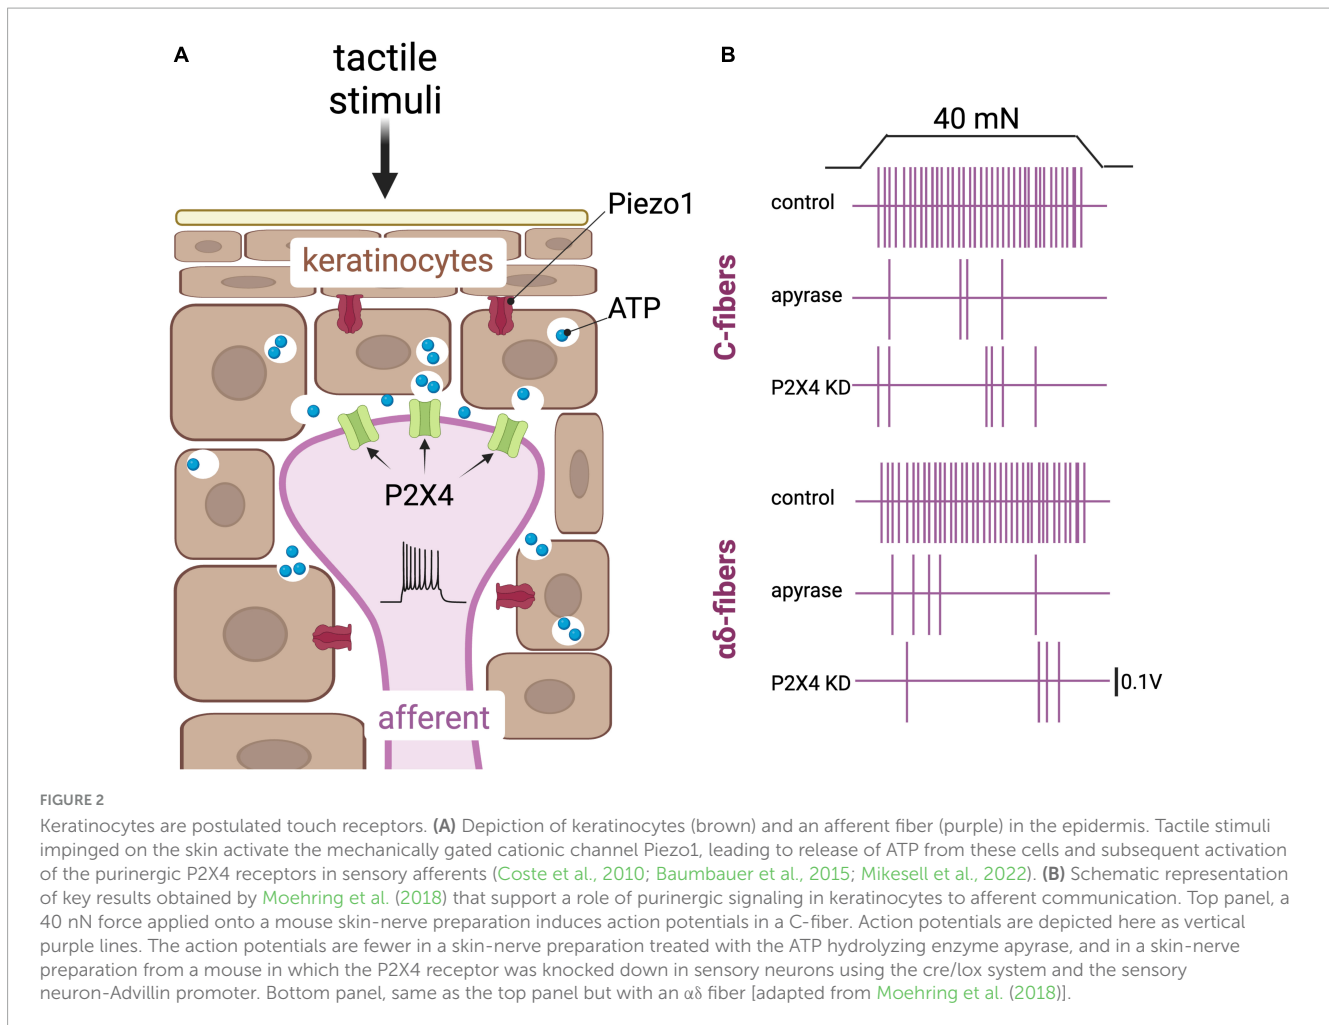 A
tactile
stimuli
Piezo1
keratinocytes
ATP
P2X4
afferent
B
40 mN
C-fibers
control
apyrase
P2X4 KD
αδ-fibers
control
apyrase
P2X4 KD
0.1V
FIGURE 2
Keratinocytes are postulated touch receptors. (A) Depiction of keratinocytes (brown) and an afferent fiber (purple) in the epidermis. Tactile stimuli
impinged on the skin activate the mechanically gated cationic channel Piezo1, leading to release of ATP from these cells and subsequent activation
of the purinergic P2X4 receptors in sensory afferents (Coste et al., 2010; Baumbauer et al., 2015; Mikesell et al., 2022). (B) Schematic representation
of key results obtained by Moehring et al. (2018) that support a role of purinergic signaling in keratinocytes to afferent communication. Top panel, a
40 nN force applied onto a mouse skin-nerve preparation induces action potentials in a C-fiber. Action potentials are depicted here as vertical
purple lines. The action potentials are fewer in a skin-nerve preparation treated with the ATP hydrolyzing enzyme apyrase, and in a skin-nerve
preparation from a mouse in which the P2X4 receptor was knocked down in sensory neurons using the cre/lox system and the sensory
neuron-Advillin promoter. Bottom panel, same as the top panel but with an αδ fiber [adapted from Moehring et al. (2018)].